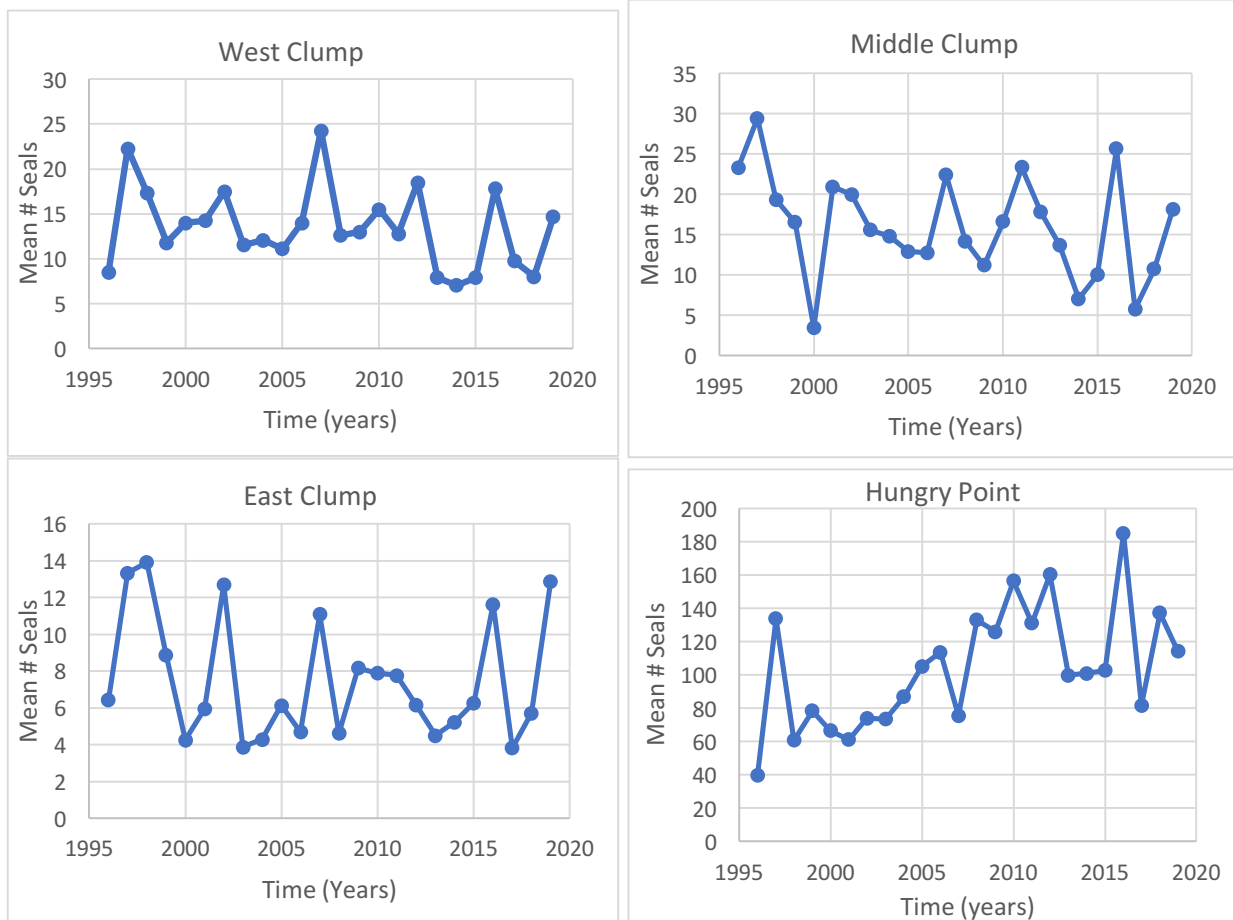 West Clump
Mean # Seals
30
25
20
15
10
5
0
1995 2000 2005 2010 2015 2020
Time (years)
Middle Clump
Mean # Seals
35
30
25
20
15
10
5
0
1995 2000 2005 2010 2015 2020
Time (Years)
East Clump
Mean # Seals
16
14
12
10
8
6
4
2
0
1995 2000 2005 2010 2015 2020
Time (Years)
Hungry Point
Mean # Seals
200
180
160
140
120
100
80
60
40
20
0
1995 2000 2005 2010 2015 2020
Time (years)